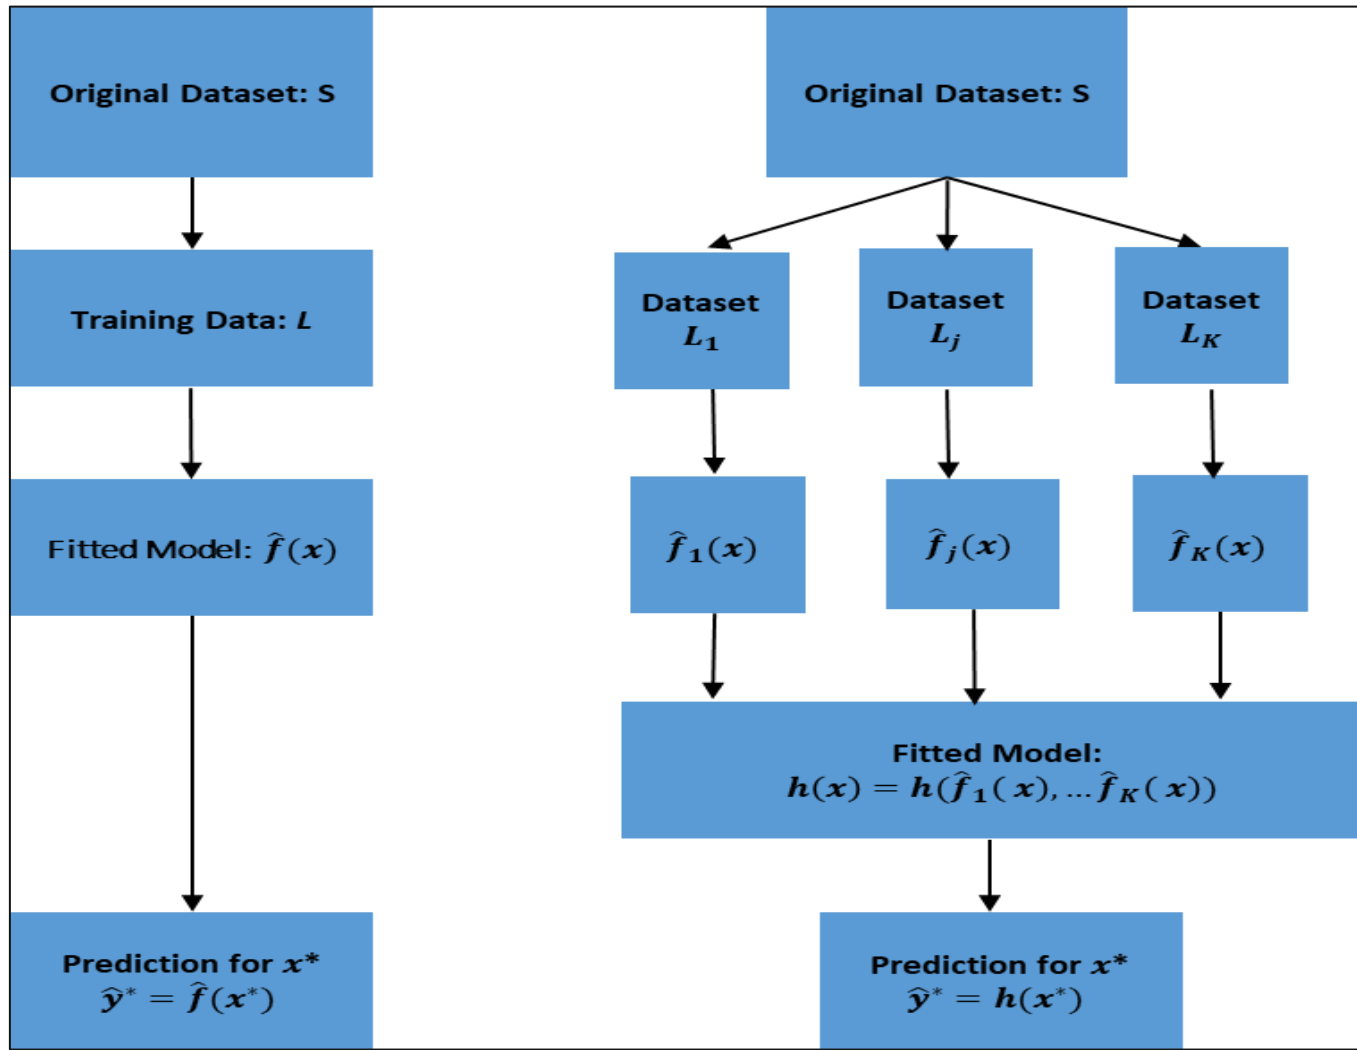 Original Dataset: S
Training Data: L
Fitted Model: f̂(x)
Prediction for x*
ŷ* = f̂(x*)
Original Dataset: S
Dataset
L₁
Dataset
Lⱼ
Dataset
L_K
f̂₁(x)
f̂ⱼ(x)
f̂_K(x)
Fitted Model:
h(x) = h(f̂₁(x), …f̂_K(x))
Prediction for x*
ŷ* = h(x*)